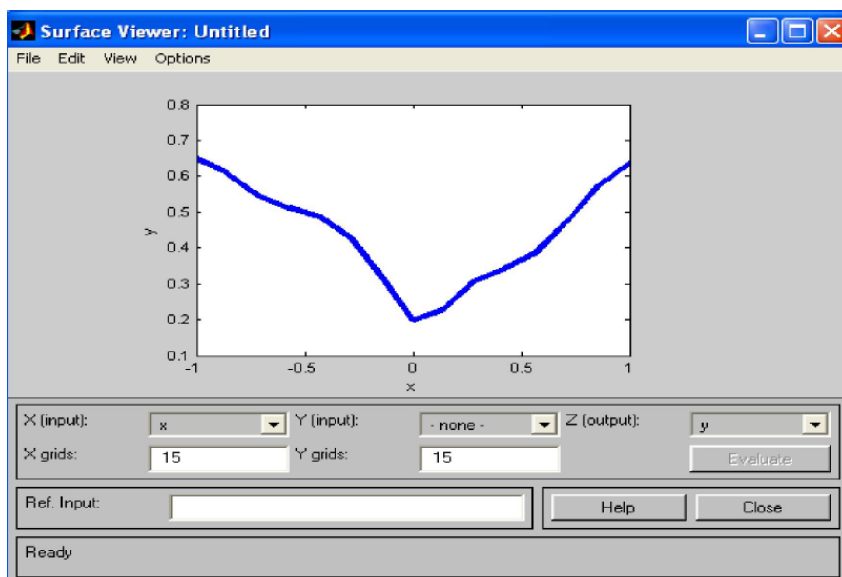 Surface Viewer: Untitled
File Edit View Options
0.8
0.7
0.6
0.5
y
0.4
0.3
0.2
0.1
-1 -0.5 0 0.5 1
x
X (input): x Y (input): - none - Z (output): y
X grids: 15 Y grids: 15 Evaluate
Ref. Input: Help Close
Ready